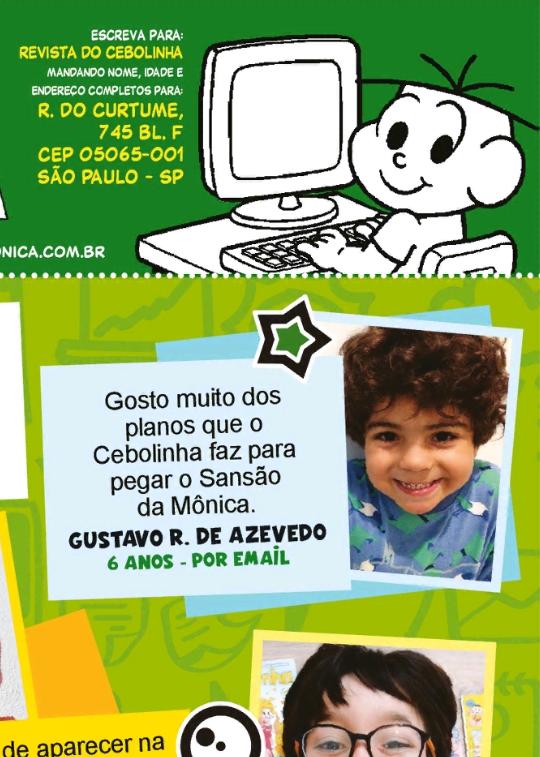 ESCREVA PARA:
REVISTA DO CEBOLINHA
MANDANDO NOME, IDADE E
ENDEREÇO COMPLETOS PARA:
R. DO CURTUME,
745 BL. F
CEP 05065-001
SÃO PAULO - SP
NICA.COM.BR
Gosto muito dos
planos que o
Cebolinha faz para
pegar o Sansão
da Mônica.
GUSTAVO R. DE AZEVEDO
6 ANOS - POR EMAIL
de aparecer na